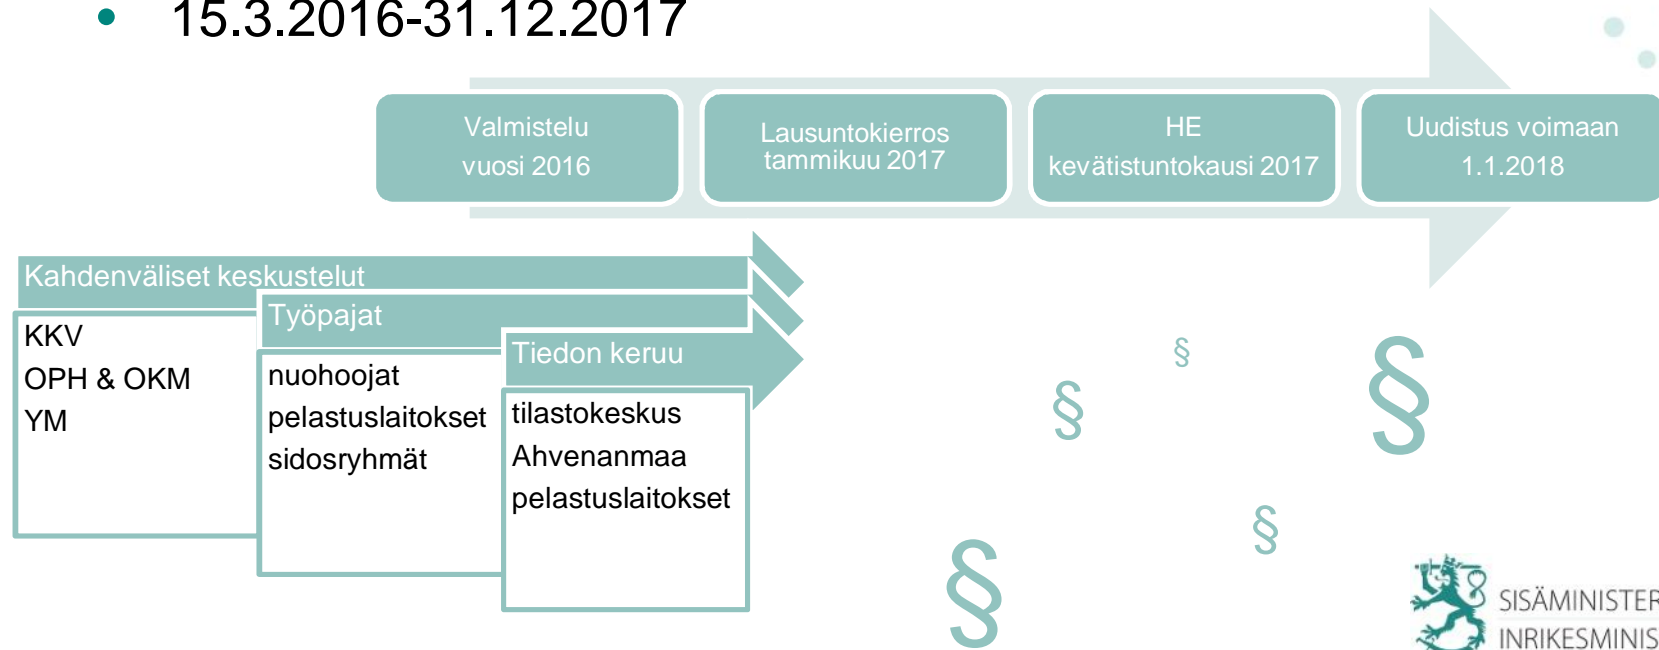 • 15.3.2016-31.12.2017
Valmistelu
vuosi 2016
Lausuntokierros
tammikuu 2017
HE
kevätistuntokausi 2017
Uudistus voimaan
1.1.2018
Kahdenväliset keskustelut
KKV
OPH & OKM
YM
Työpajat
nuohoojat
pelastuslaitokset
sidosryhmät
Tiedon keruu
tilastokeskus
Ahvenanmaa
pelastuslaitokset
§
§
§
§
§
SISÄMINISTER
INRIKESMINIS